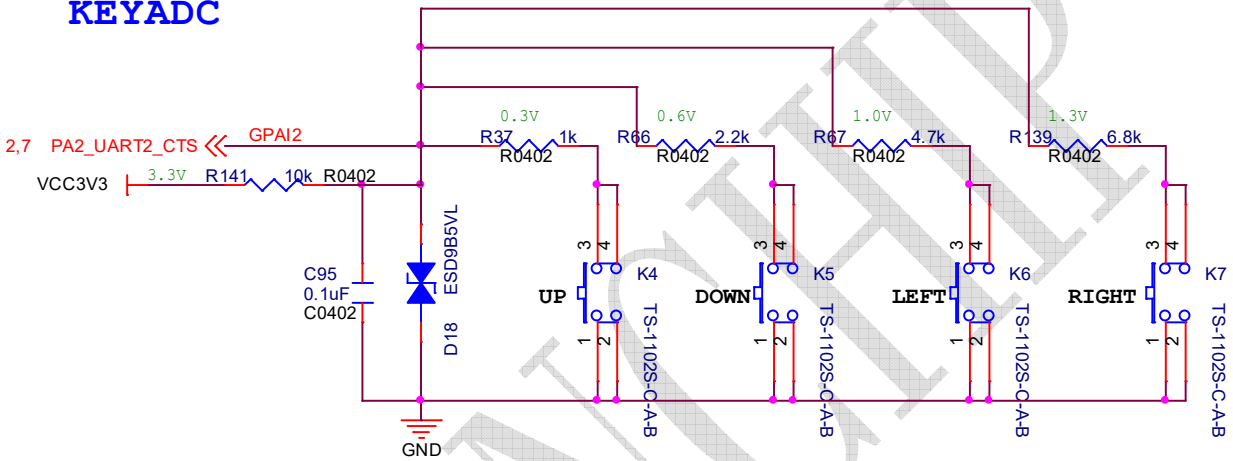 KEYADC
0.3V 0.6V 1.0V 1.3V
2,7 PA2_UART2_CTS GPAI2 R37 1k R66 2.2k R67 4.7k R139 6.8k
R0402 R0402 R0402 R0402
VCC3V3 3.3V R141 10k R0402
3 4 3 4 3 4 3 4
C95 ESD9B5VL K4 K5 K6 K7
0.1uF
C0402
UP DOWN LEFT RIGHT
TS-1102S-C-A-B TS-1102S-C-A-B TS-1102S-C-A-B TS-1102S-C-A-B
D18 1 2 1 2 1 2 1 2
GND